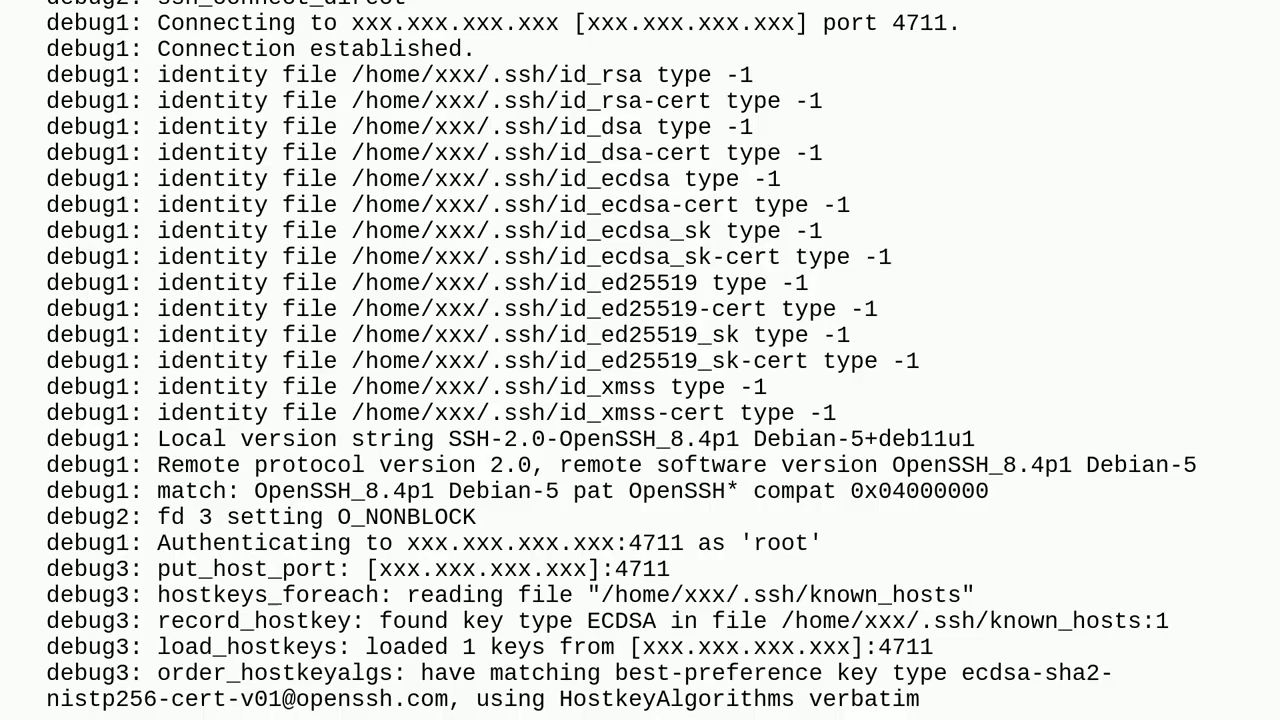 debug2: ssh_connect_direct
debug1: Connecting to xxx.xxx.xxx.xxx [xxx.xxx.xxx.xxx] port 4711.
debug1: Connection established.
debug1: identity file /home/xxx/.ssh/id_rsa type -1
debug1: identity file /home/xxx/.ssh/id_rsa-cert type -1
debug1: identity file /home/xxx/.ssh/id_dsa type -1
debug1: identity file /home/xxx/.ssh/id_dsa-cert type -1
debug1: identity file /home/xxx/.ssh/id_ecdsa type -1
debug1: identity file /home/xxx/.ssh/id_ecdsa-cert type -1
debug1: identity file /home/xxx/.ssh/id_ecdsa_sk type -1
debug1: identity file /home/xxx/.ssh/id_ecdsa_sk-cert type -1
debug1: identity file /home/xxx/.ssh/id_ed25519 type -1
debug1: identity file /home/xxx/.ssh/id_ed25519-cert type -1
debug1: identity file /home/xxx/.ssh/id_ed25519_sk type -1
debug1: identity file /home/xxx/.ssh/id_ed25519_sk-cert type -1
debug1: identity file /home/xxx/.ssh/id_xmss type -1
debug1: identity file /home/xxx/.ssh/id_xmss-cert type -1
debug1: Local version string SSH-2.0-OpenSSH_8.4p1 Debian-5+deb11u1
debug1: Remote protocol version 2.0, remote software version OpenSSH_8.4p1 Debian-5
debug1: match: OpenSSH_8.4p1 Debian-5 pat OpenSSH* compat 0x04000000
debug2: fd 3 setting O_NONBLOCK
debug1: Authenticating to xxx.xxx.xxx.xxx:4711 as 'root'
debug3: put_host_port: [xxx.xxx.xxx.xxx]:4711
debug3: hostkeys_foreach: reading file "/home/xxx/.ssh/known_hosts"
debug3: record_hostkey: found key type ECDSA in file /home/xxx/.ssh/known_hosts:1
debug3: load_hostkeys: loaded 1 keys from [xxx.xxx.xxx.xxx]:4711
debug3: order_hostkeyalgs: have matching best-preference key type ecdsa-sha2-
nistp256-cert-v01@openssh.com, using HostkeyAlgorithms verbatim